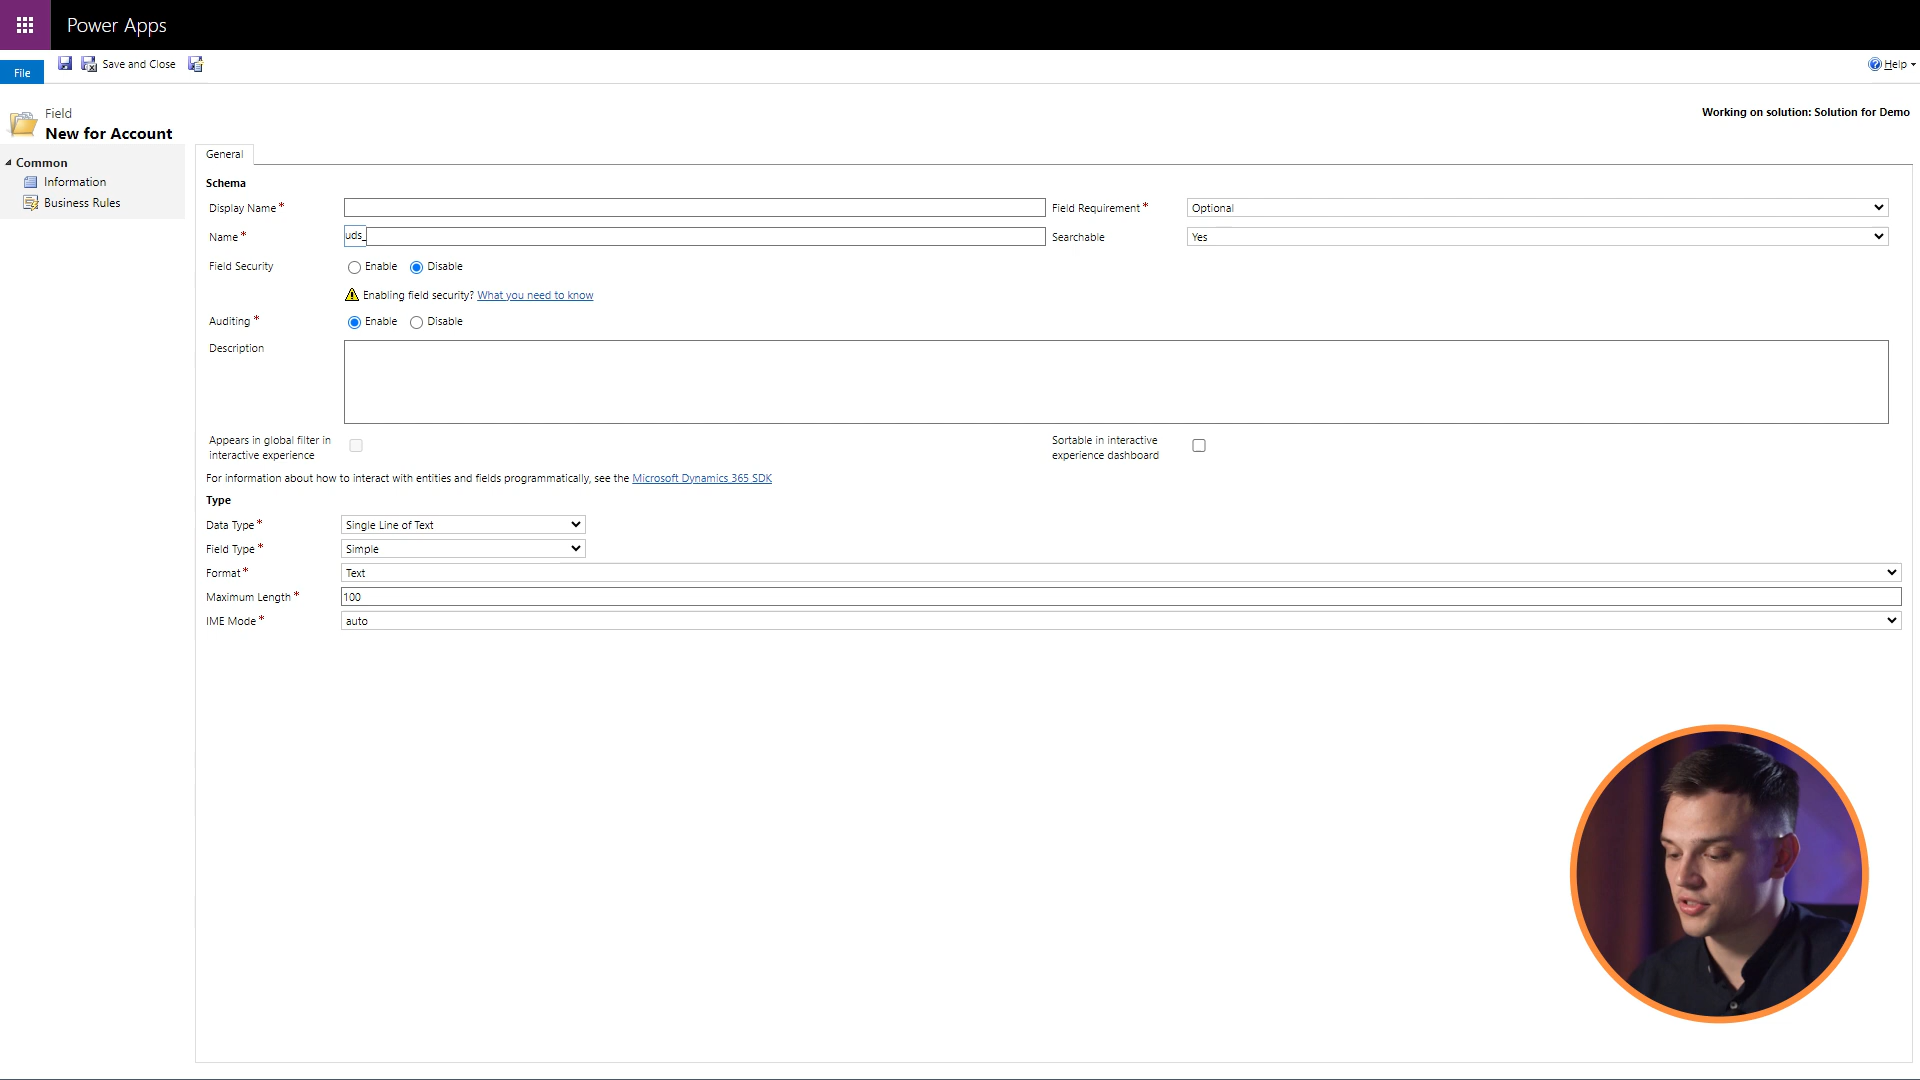 Power Apps
File
Save and Close
Help
Field
New for Account
Working on solution: Solution for Demo
Common
Information
Business Rules
General
Schema
Display Name*
Field Requirement* Optional
Name* uds_
Searchable Yes
Field Security Enable Disable
Enabling field security? What you need to know
Auditing* Enable Disable
Description
Appears in global filter in
interactive experience
Sortable in interactive
experience dashboard
For information about how to interact with entities and fields programmatically, see the Microsoft Dynamics 365 SDK
Type
Data Type* Single Line of Text
Field Type* Simple
Format* Text
Maximum Length* 100
IME Mode* auto